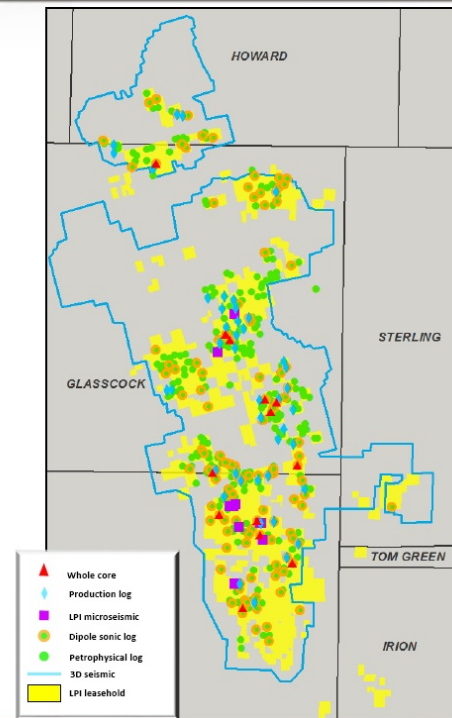 HOWARD
STERLING
GLASSCOCK
TOM GREEN
IRION
Whole core
Production log
LPI microseismic
Dipole sonic log
Petrophysical log
3D seismic
LPI leasehold